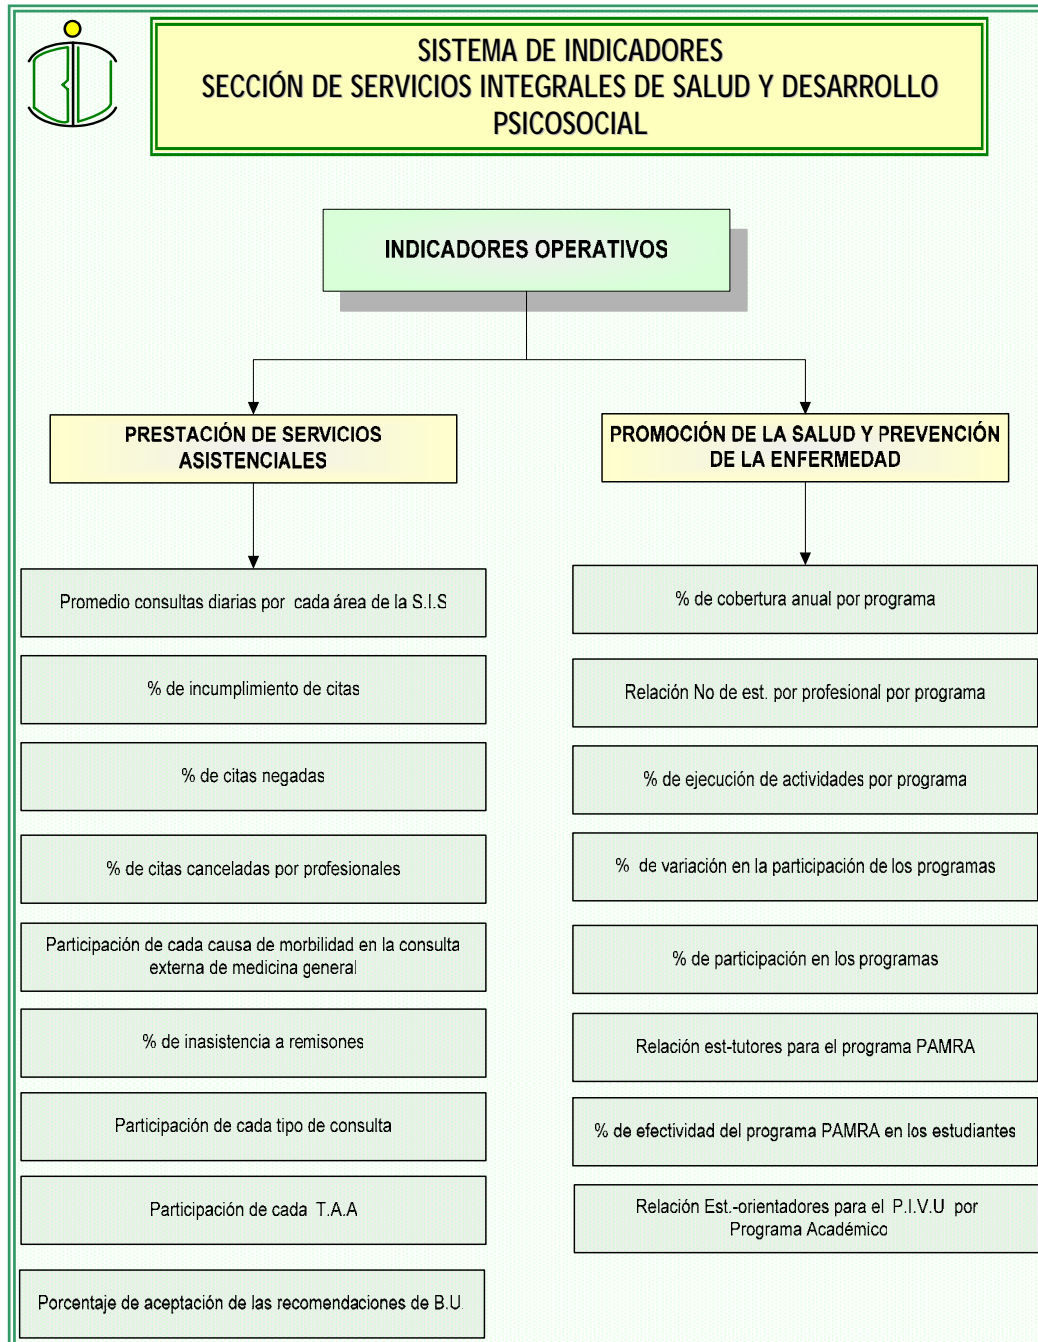 SISTEMA DE INDICADORES
SECCIÓN DE SERVICIOS INTEGRALES DE SALUD Y DESARROLLO
PSICOSOCIAL
INDICADORES OPERATIVOS
PRESTACIÓN DE SERVICIOS
ASISTENCIALES
Promedio consultas diarias por cada área de la S.I.S
% de incumplimiento de citas
% de citas negadas
% de citas canceladas por profesionales
Participación de cada causa de morbilidad en la consulta
externa de medicina general
% de inasistencia a remisones
Participación de cada tipo de consulta
Participación de cada T.A.A
Porcentaje de aceptación de las recomendaciones de B.U.
PROMOCIÓN DE LA SALUD Y PREVENCIÓN
DE LA ENFERMEDAD
% de cobertura anual por programa
Relación No de est. por profesional por programa
% de ejecución de actividades por programa
% de variación en la participación de los programas
% de participación en los programas
Relación est-tutores para el programa PAMRA
% de efectividad del programa PAMRA en los estudiantes
Relación Est.-orientadores para el P.I.V.U por
Programa Académico